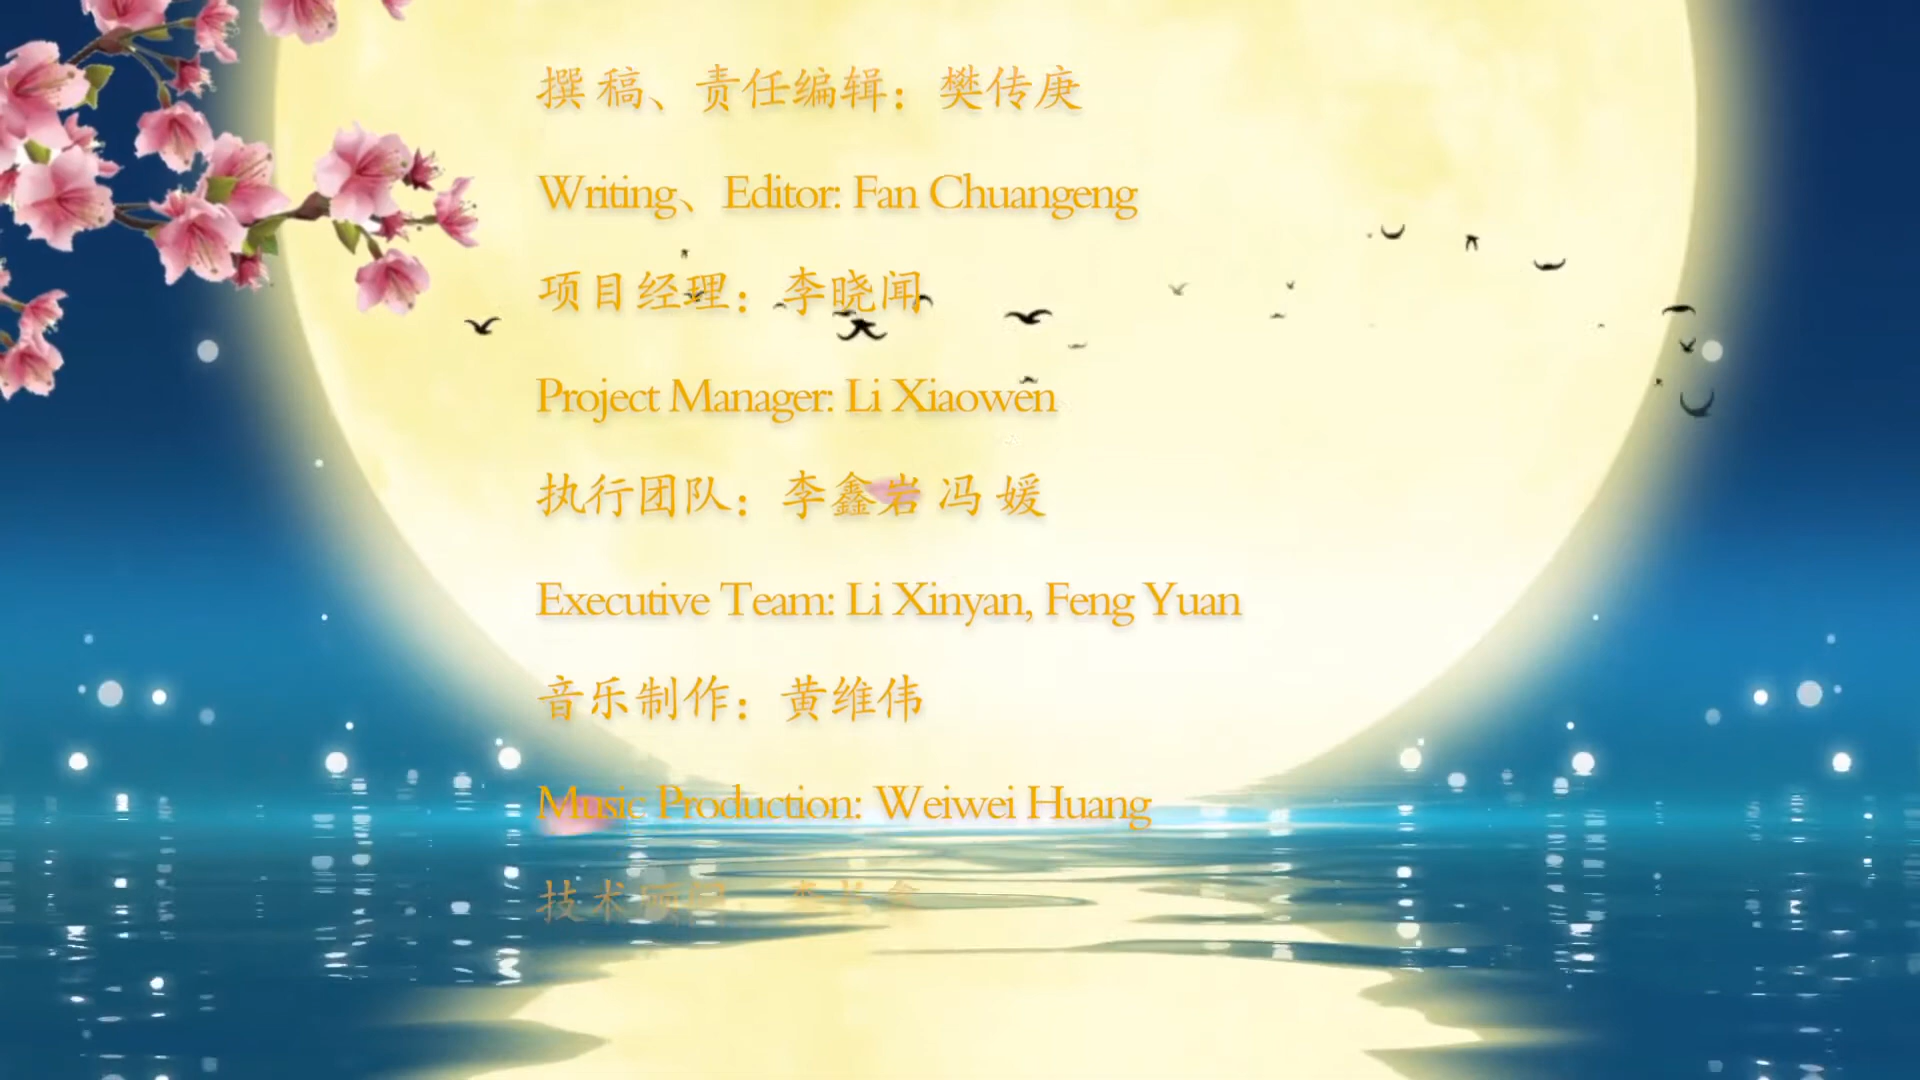 撰 稿、责任编辑：樊传庚
Writing、Editor: Fan Chuangeng
项目经理：李晓闻
Project Manager: Li Xiaowen
执行团队：李鑫岩 冯 媛
Executive Team: Li Xinyan, Feng Yuan
音乐制作：黄维伟
Music Production: Weiwei Huang
技术